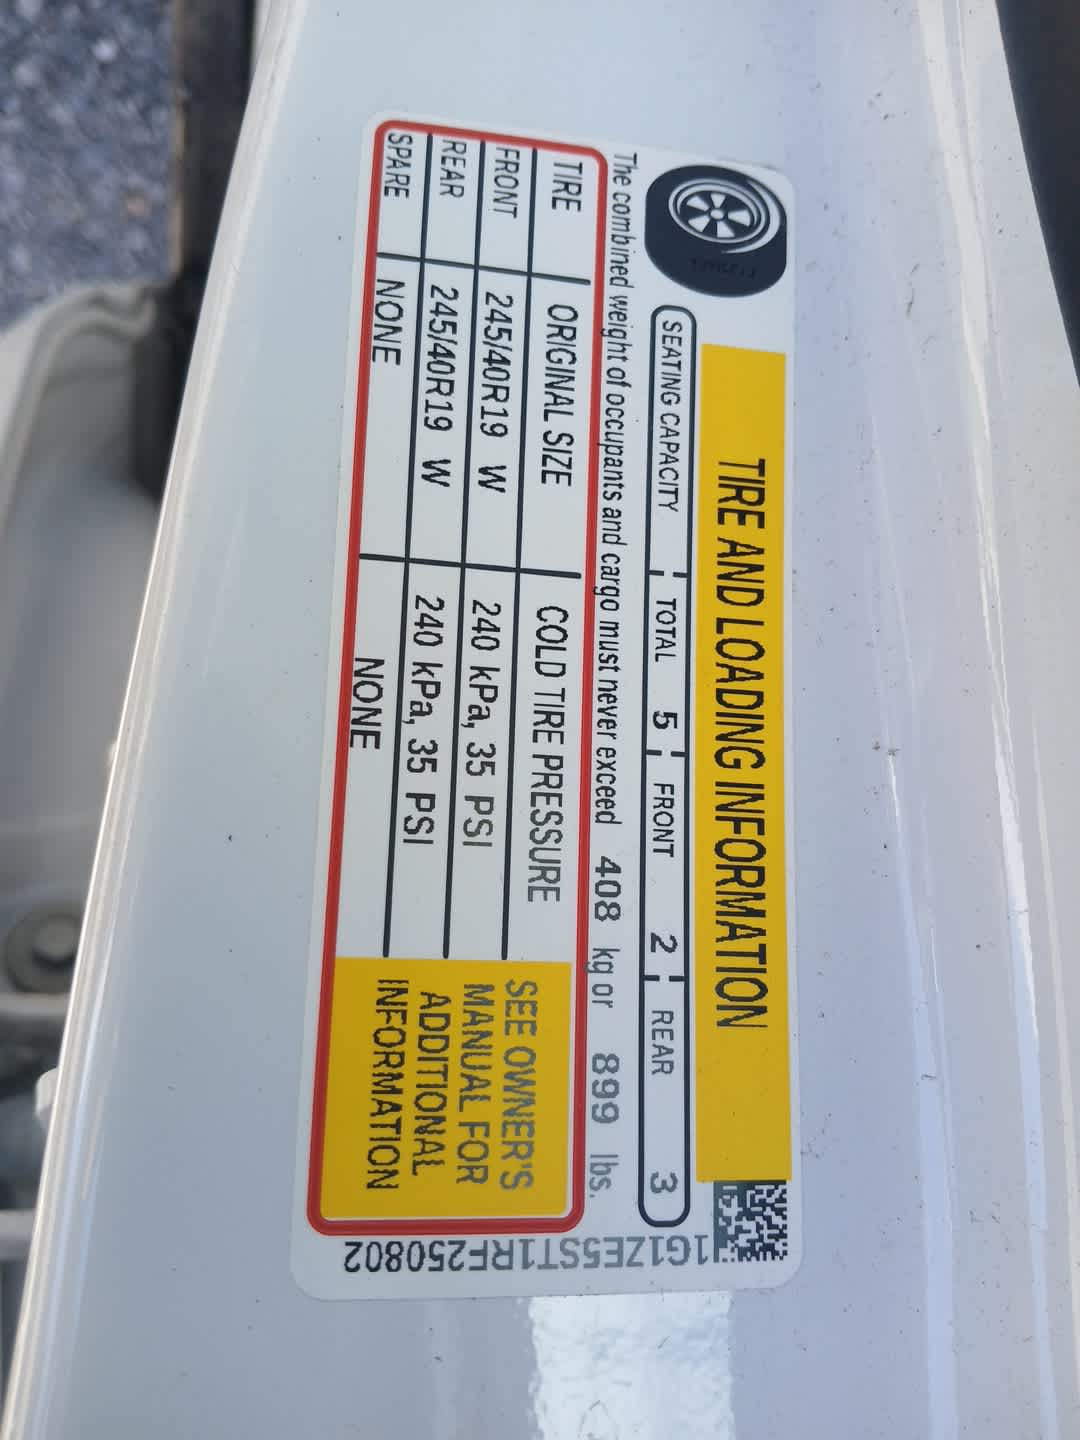 TIRE AND LOADING INFORMATION
SEATING CAPACITY TOTAL 5 FRONT 2 REAR 3
The combined weight of occupants and cargo must never exceed 408 kg or 899 lbs.
TIRE ORIGINAL SIZE COLD TIRE PRESSURE
FRONT 245/40R19 W 240 kPa, 35 PSI
REAR 245/40R19 W 240 kPa, 35 PSI
SPARE NONE NONE
SEE OWNER'S
MANUAL FOR
ADDITIONAL
INFORMATION
1G1ZE5ST1RF250802